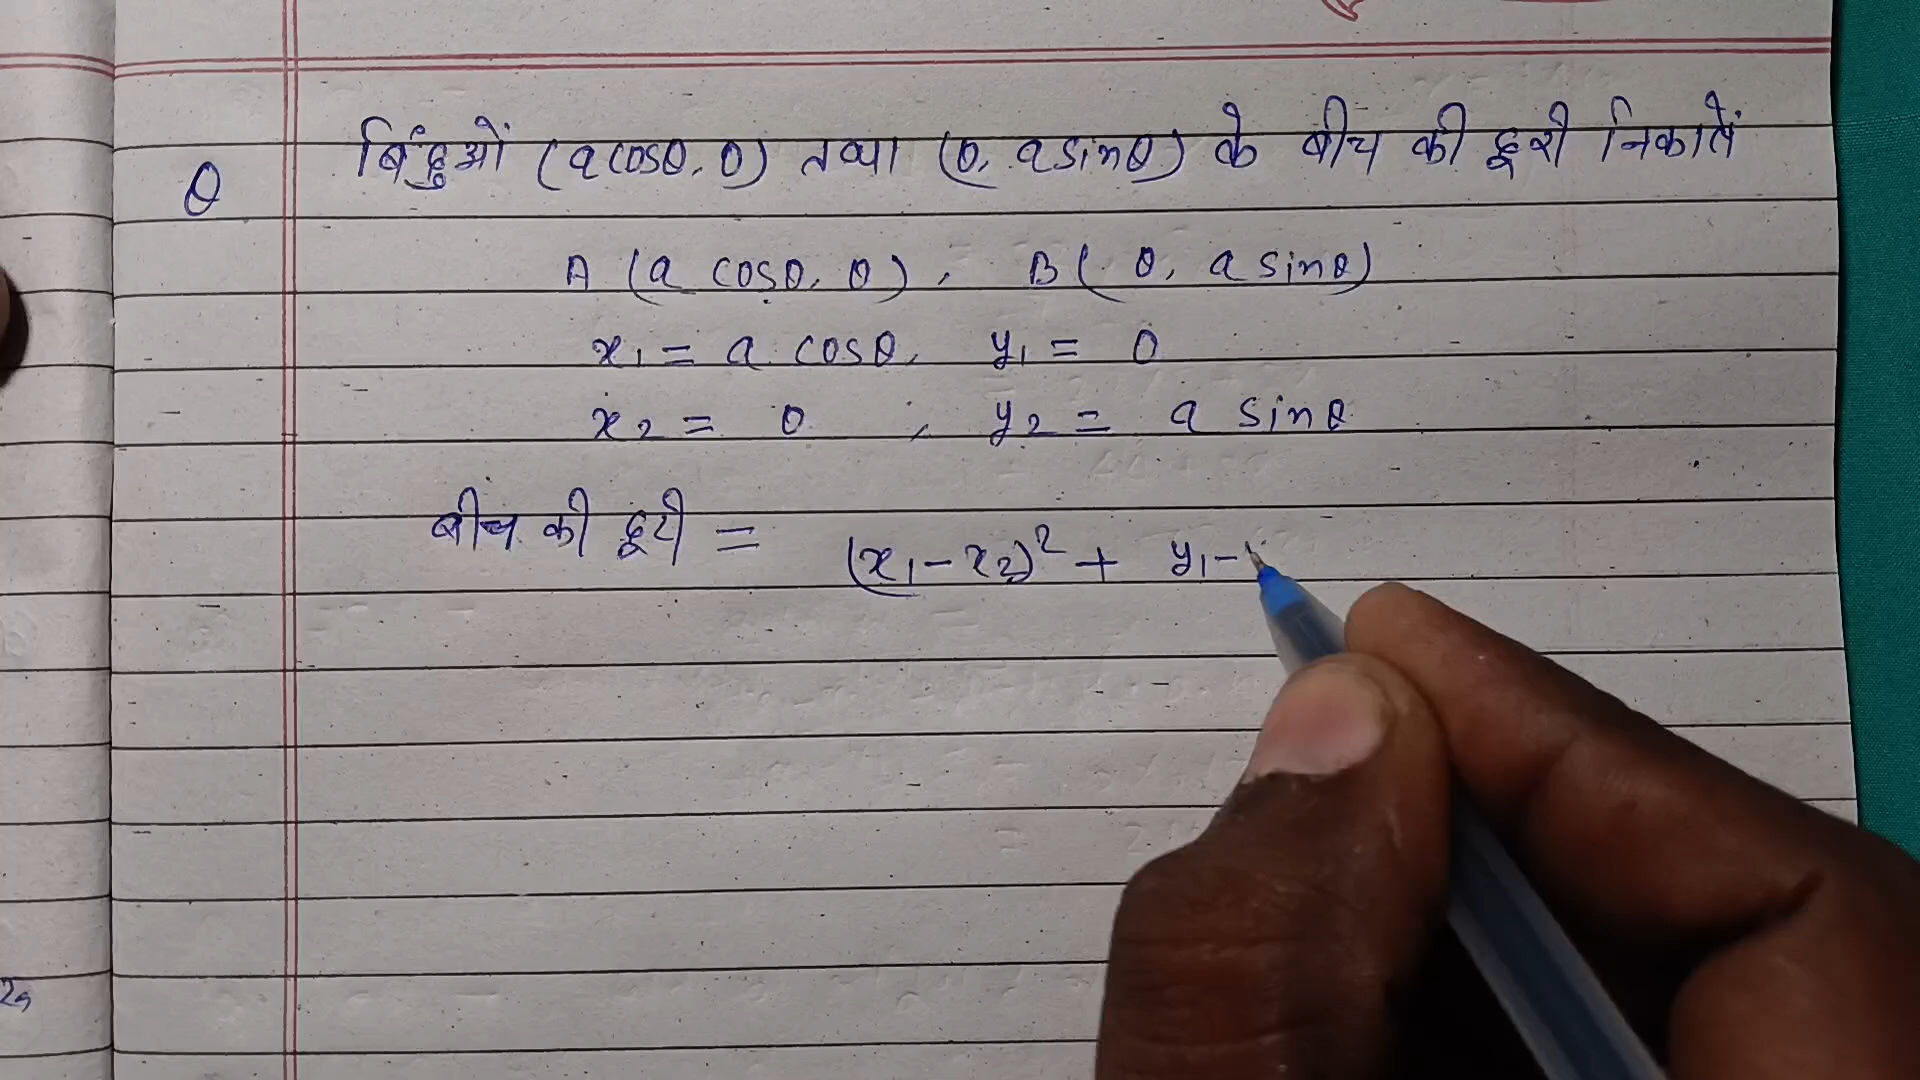 बिंदुओं (a cosθ, 0) तथा (0, a sinθ) के बीच की दूरी निकालें
Q
A (a cosθ, 0), B( 0, a sinθ)
x₁ = a cosθ, y₁ = 0
x₂ = 0 , y₂ = a sinθ
बीच की दूरी = (x₁-x₂)² + y₁-